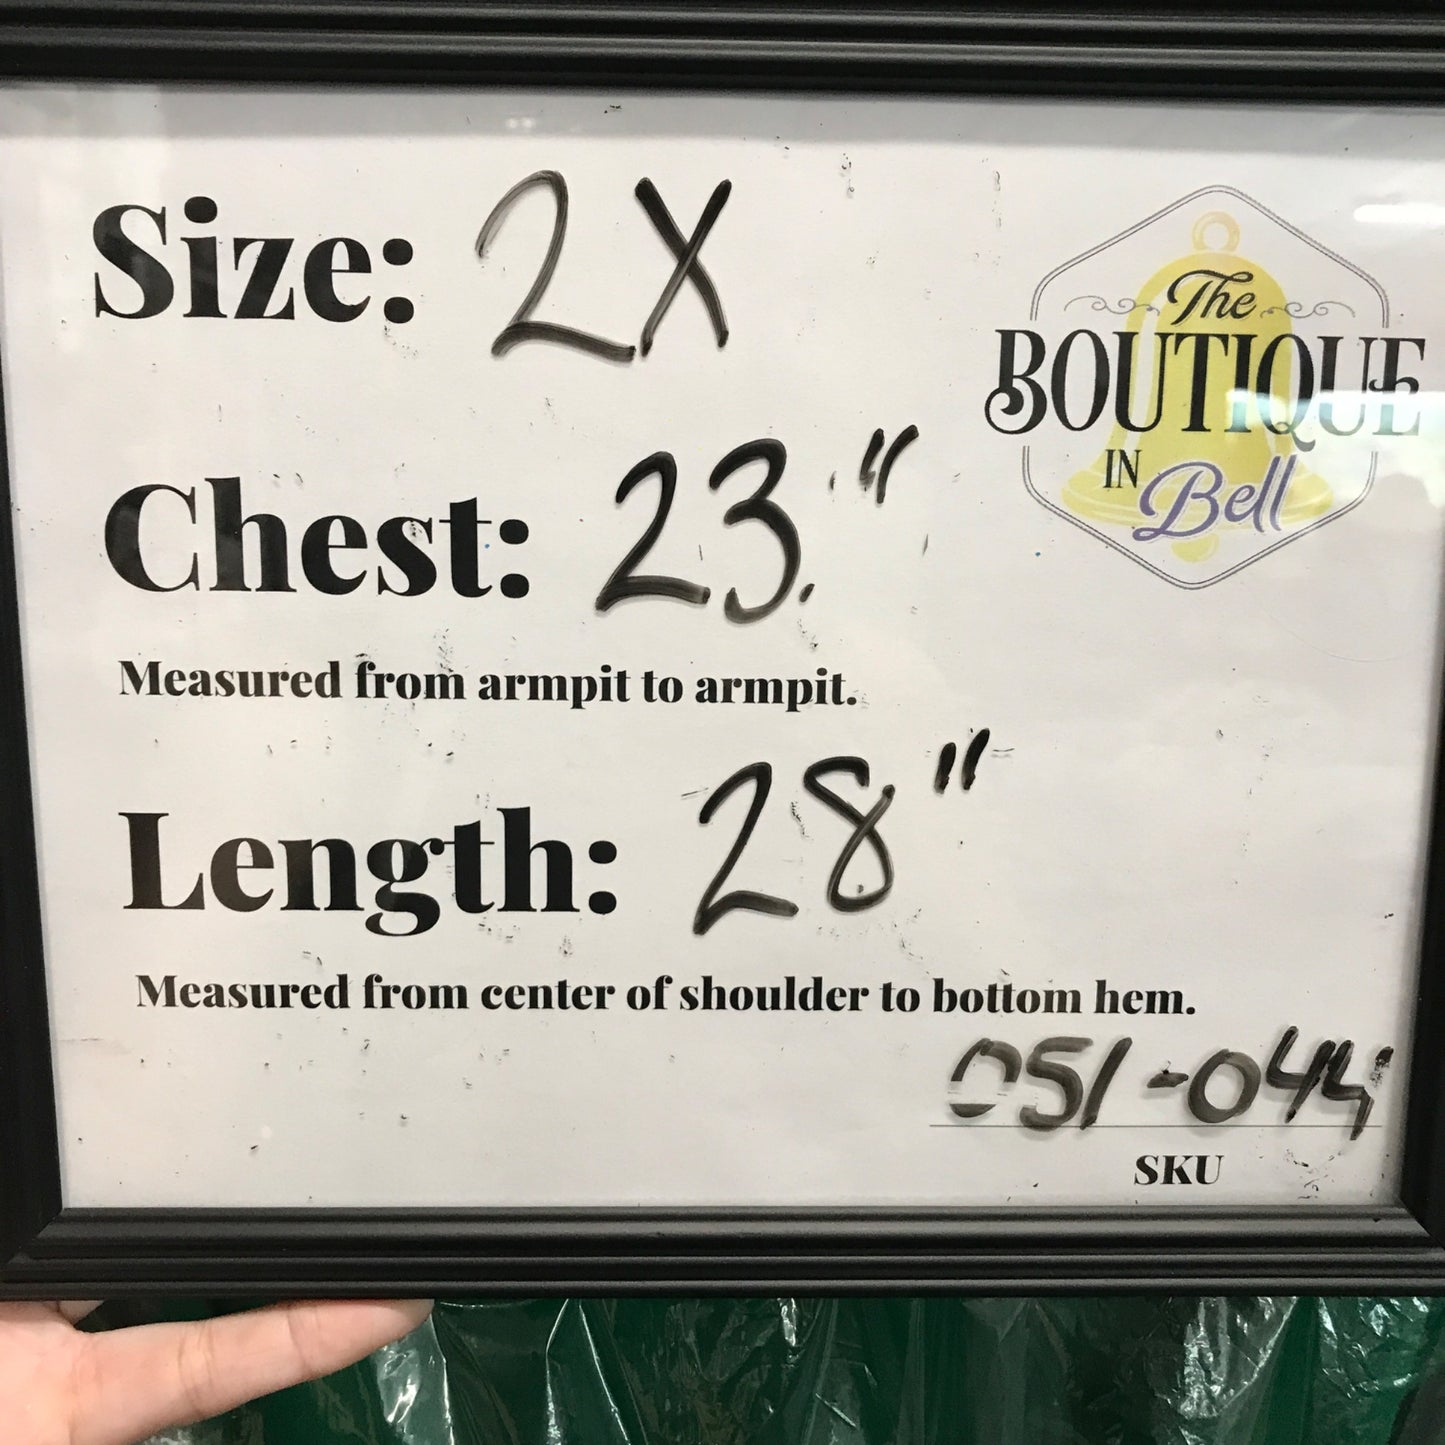 Size: 2X
The
BOUTIQUE
IN Bell
Chest: 23."
Measured from armpit to armpit.
Length: 28"
Measured from center of shoulder to bottom hem.
051-044
SKU